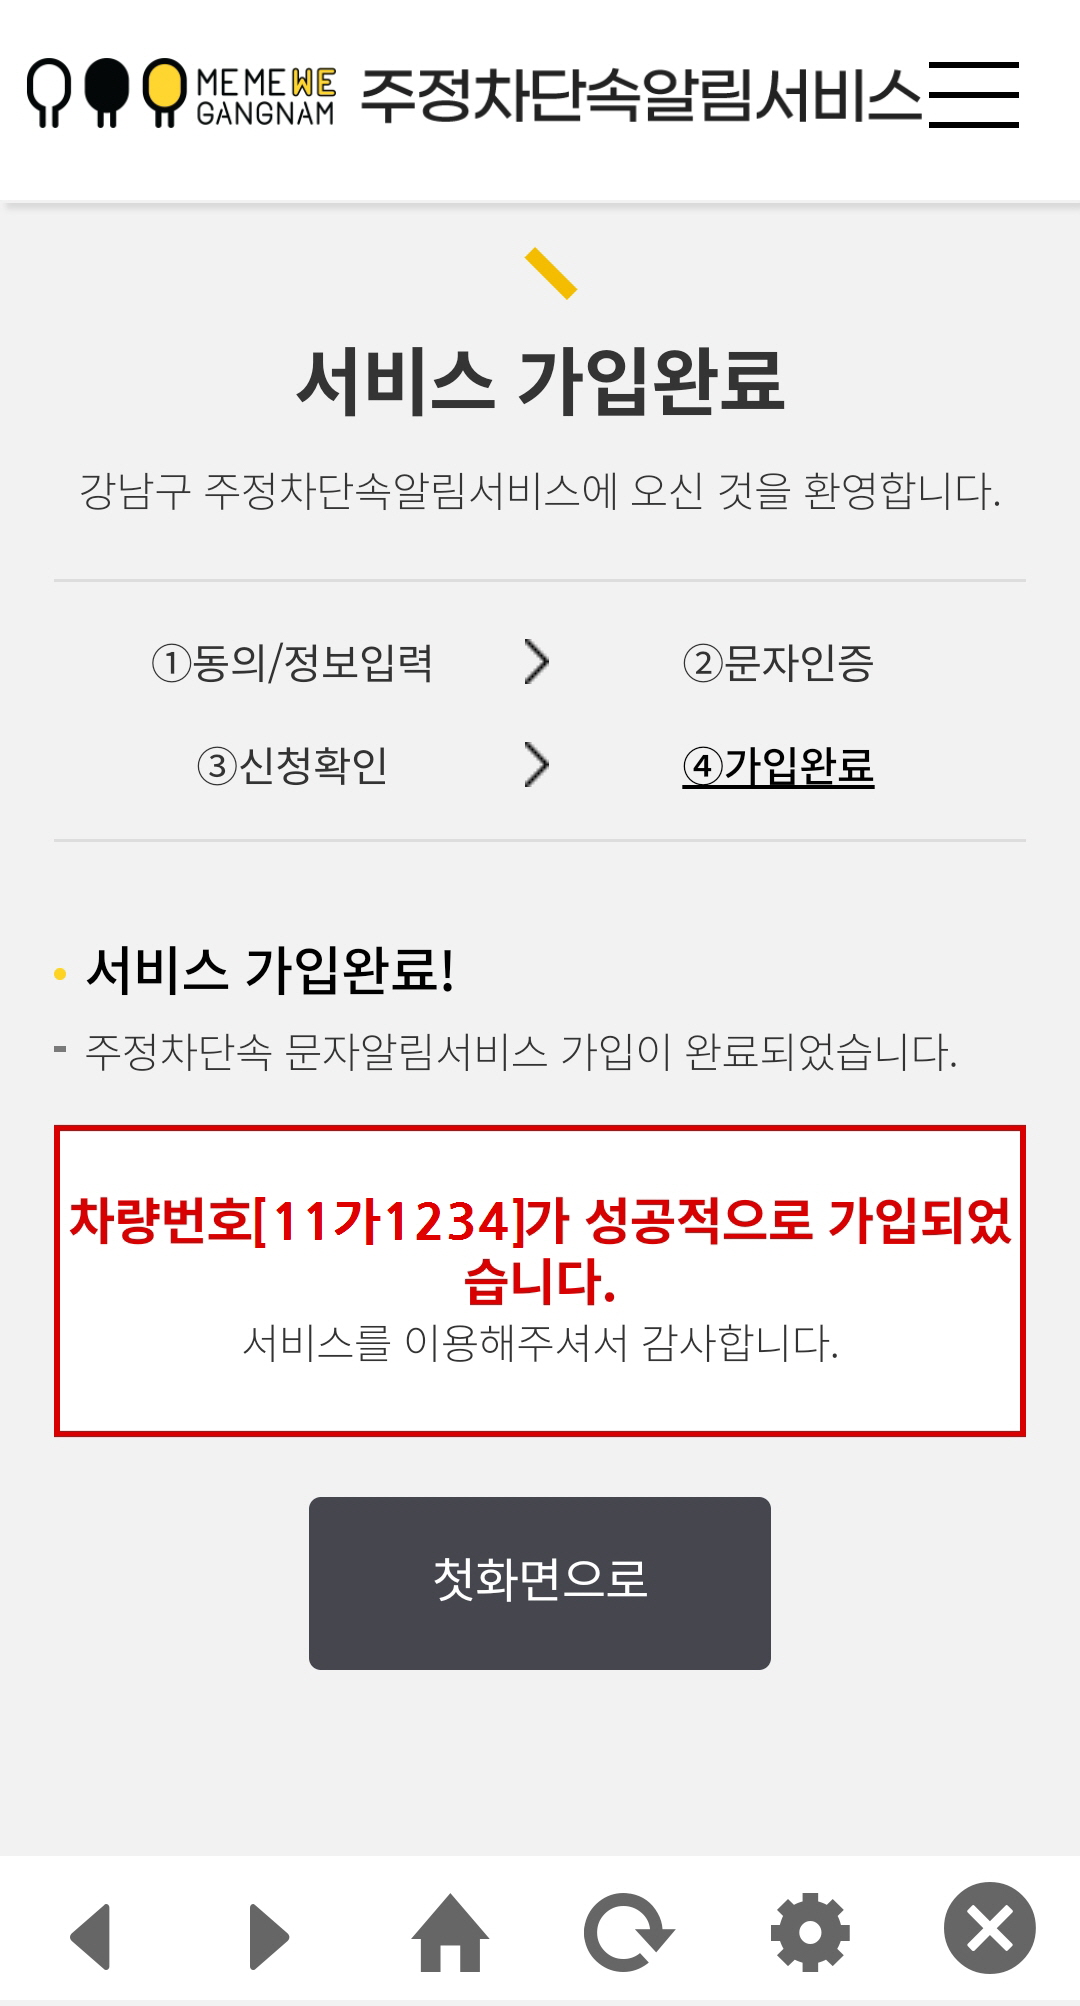 MEMEWE
GANGNAM
주정차단속알림서비스
서비스 가입완료
강남구 주정차단속알림서비스에 오신 것을 환영합니다.
①동의/정보입력
②문자인증
③신청확인
④가입완료
서비스 가입완료!
주정차단속 문자알림서비스 가입이 완료되었습니다.
차량번호[11가1234]가 성공적으로 가입되었
습니다.
서비스를 이용해주셔서 감사합니다.
첫화면으로